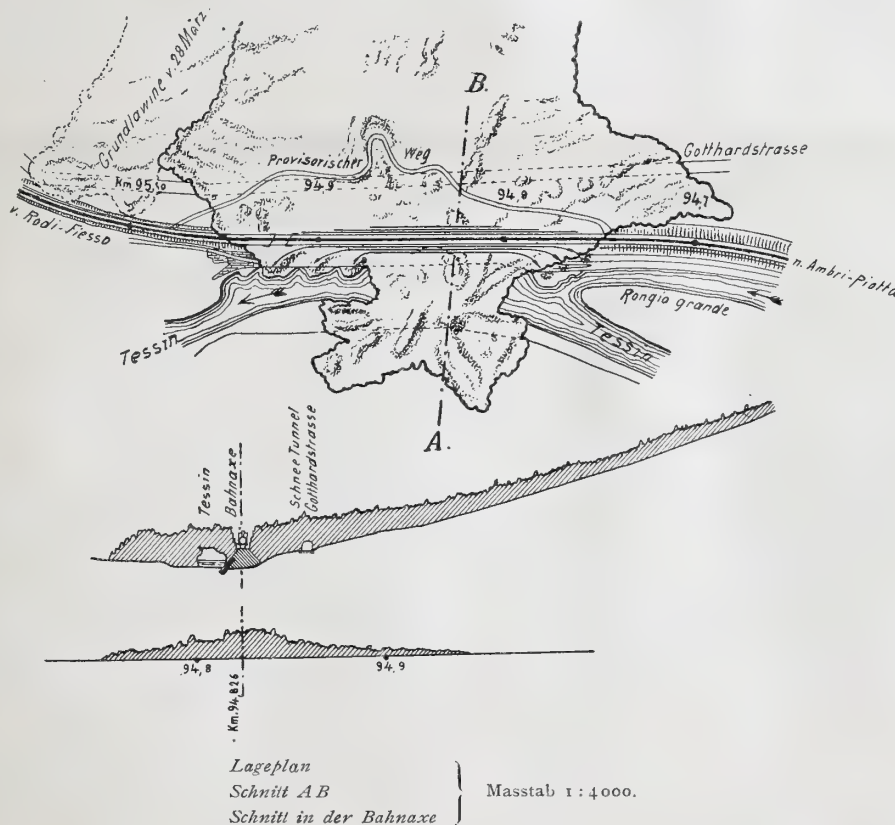 B.
Grundlawine v. 28 März
Provisorischer Weg
Gotthardstrasse
Km. 95,0
94,9
94,8
94,7
v. Rodi-Fiesso
n. Ambri-Piotta
Rongio grande
Tessin
Tessin
A.
Tessin
Bahnaxe
Schnee Tunnel
Gotthardstrasse
94,8
94,9
Km. 94.826
Lageplan
Schnitt A B
Schnitt in der Bahnaxe
Masstab 1 : 4000.